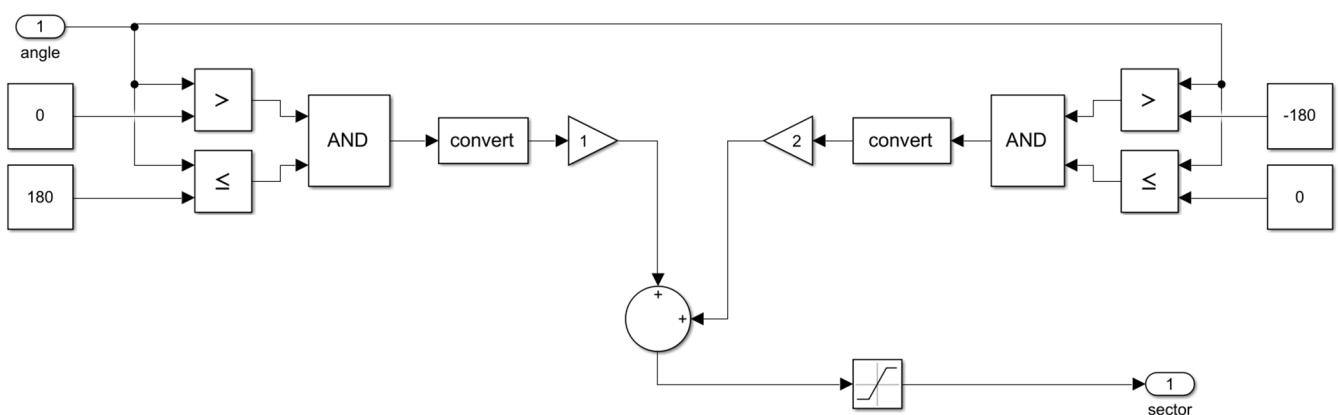 1
angle
0
>
180
≤
AND
convert
1
2
convert
AND
>
≤
-180
0
+
+
1
sector